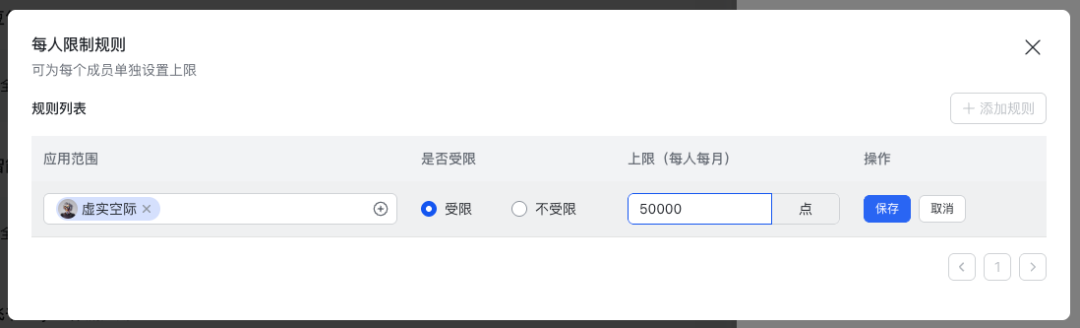 每人限制规则
可为每个成员单独设置上限
规则列表
添加规则
应用范围 是否受限 上限（每人每月） 操作
虚实空际 受限 不受限 50000 点 保存 取消
1